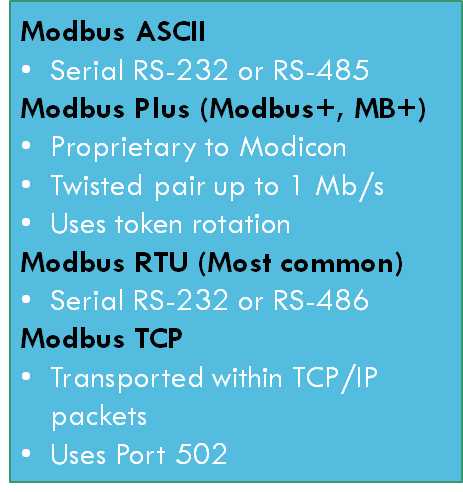 Modbus ASCII
• Serial RS-232 or RS-485
Modbus Plus (Modbus+, MB+)
• Proprietary to Modicon
• Twisted pair up to 1 Mb/s
• Uses token rotation
Modbus RTU (Most common)
• Serial RS-232 or RS-486
Modbus TCP
• Transported within TCP/IP
packets
• Uses Port 502